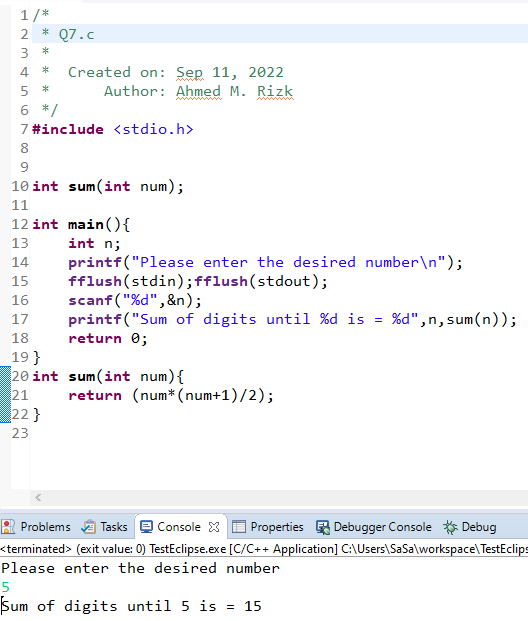 1 /*
2  * Q7.c
3  *
4  *  Created on: Sep 11, 2022
5  *      Author: Ahmed M. Rizk
6  */
7 #include <stdio.h>
8
9
10 int sum(int num);
11
12 int main(){
13     int n;
14     printf("Please enter the desired number\n");
15     fflush(stdin);fflush(stdout);
16     scanf("%d",&n);
17     printf("Sum of digits until %d is = %d",n,sum(n));
18     return 0;
19 }
20 int sum(int num){
21     return (num*(num+1)/2);
22 }
23
Problems Tasks Console Properties Debugger Console Debug
<terminated> (exit value: 0) TestEclipse.exe [C/C++ Application] C:\Users\SaSa\workspace\TestEclips
Please enter the desired number
5
Sum of digits until 5 is = 15